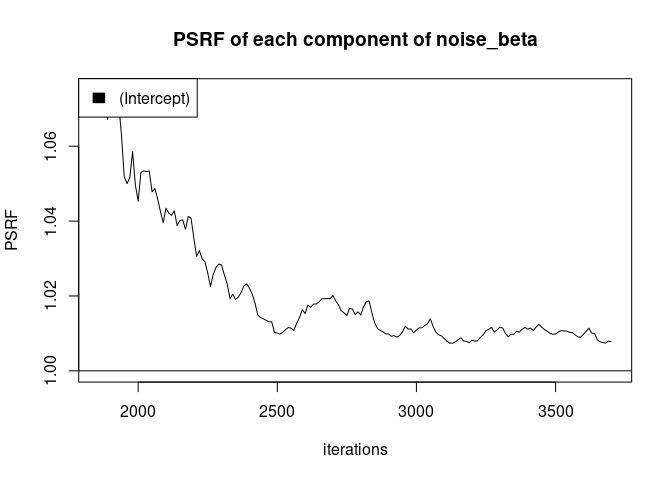 PSRF of each component of noise_beta
(Intercept)
PSRF
1.06
1.04
1.02
1.00
2000 2500 3000 3500
iterations